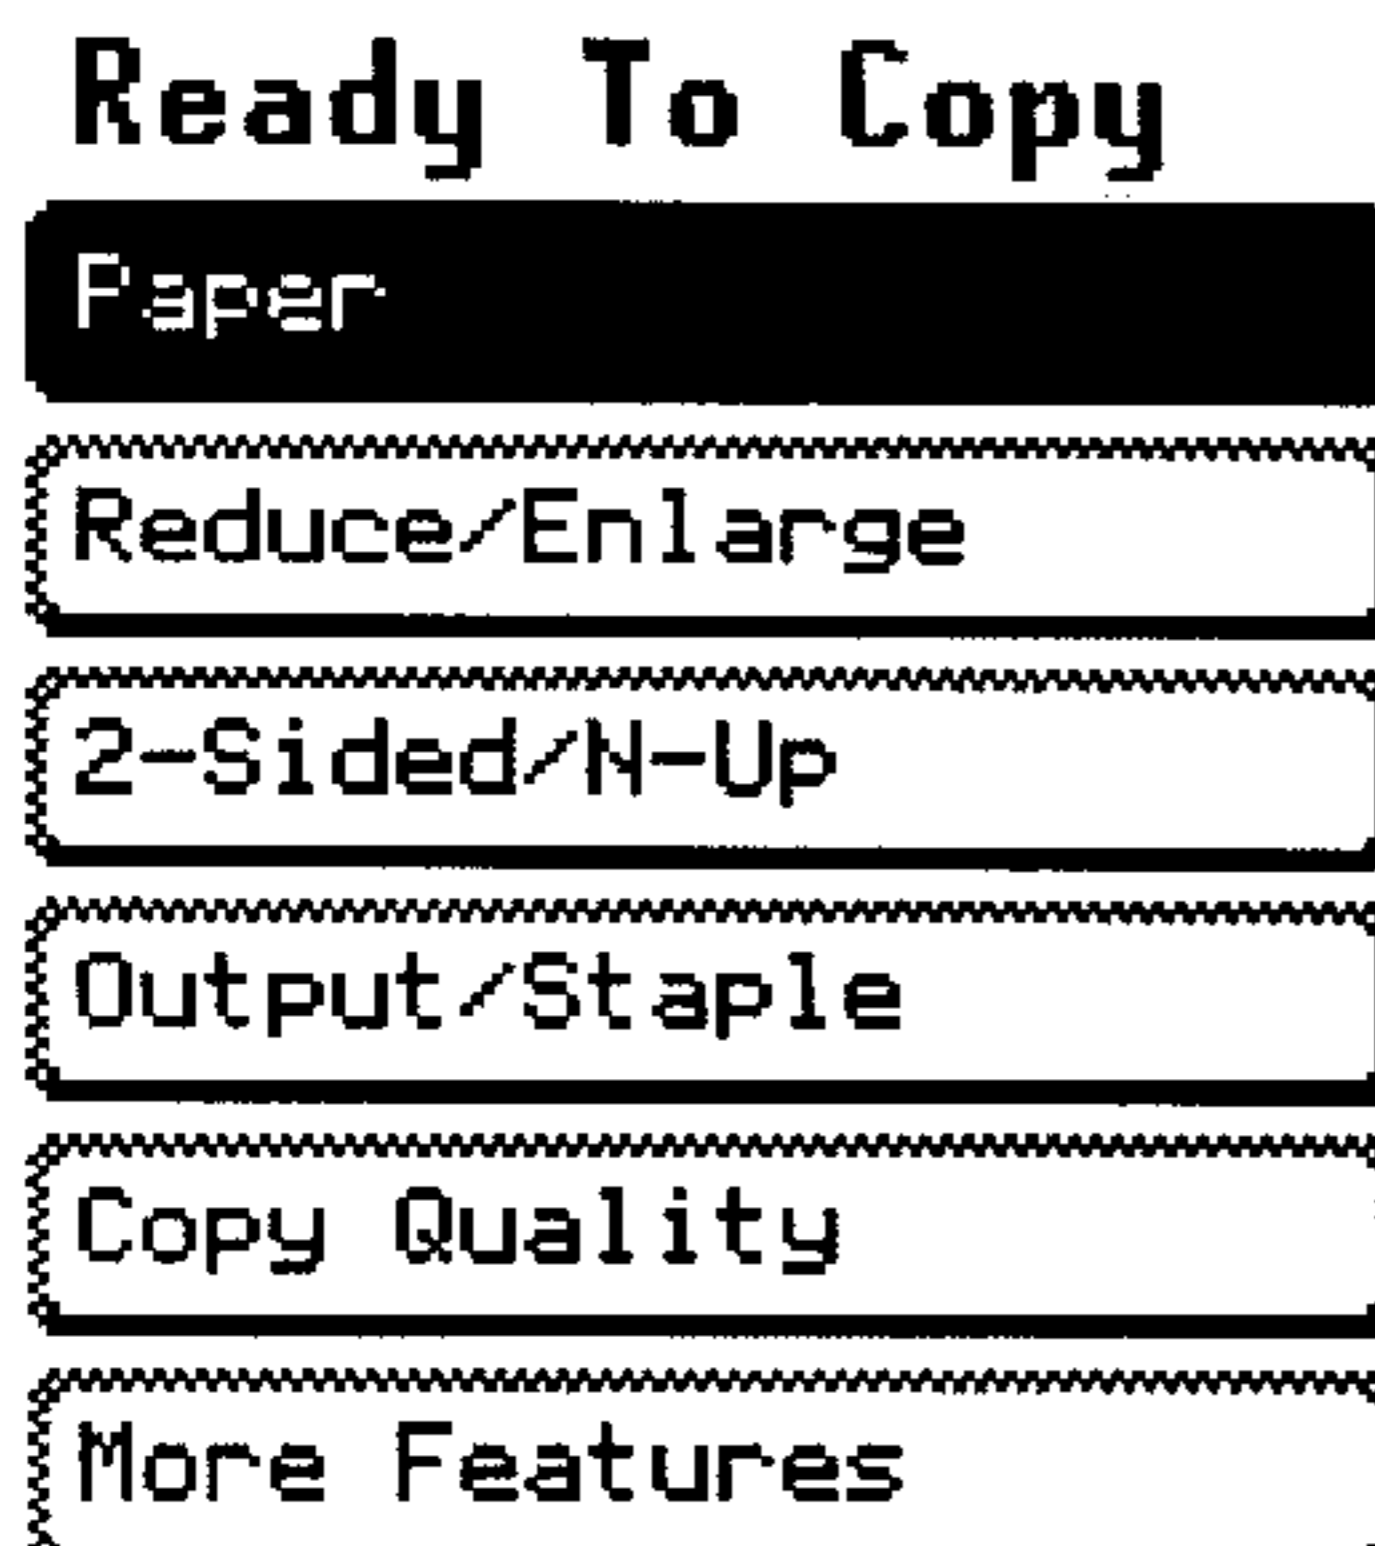 Ready To Copy
Paper
Reduce/Enlarge
2-Sided/N-Up
Output/Staple
Copy Quality
More Features